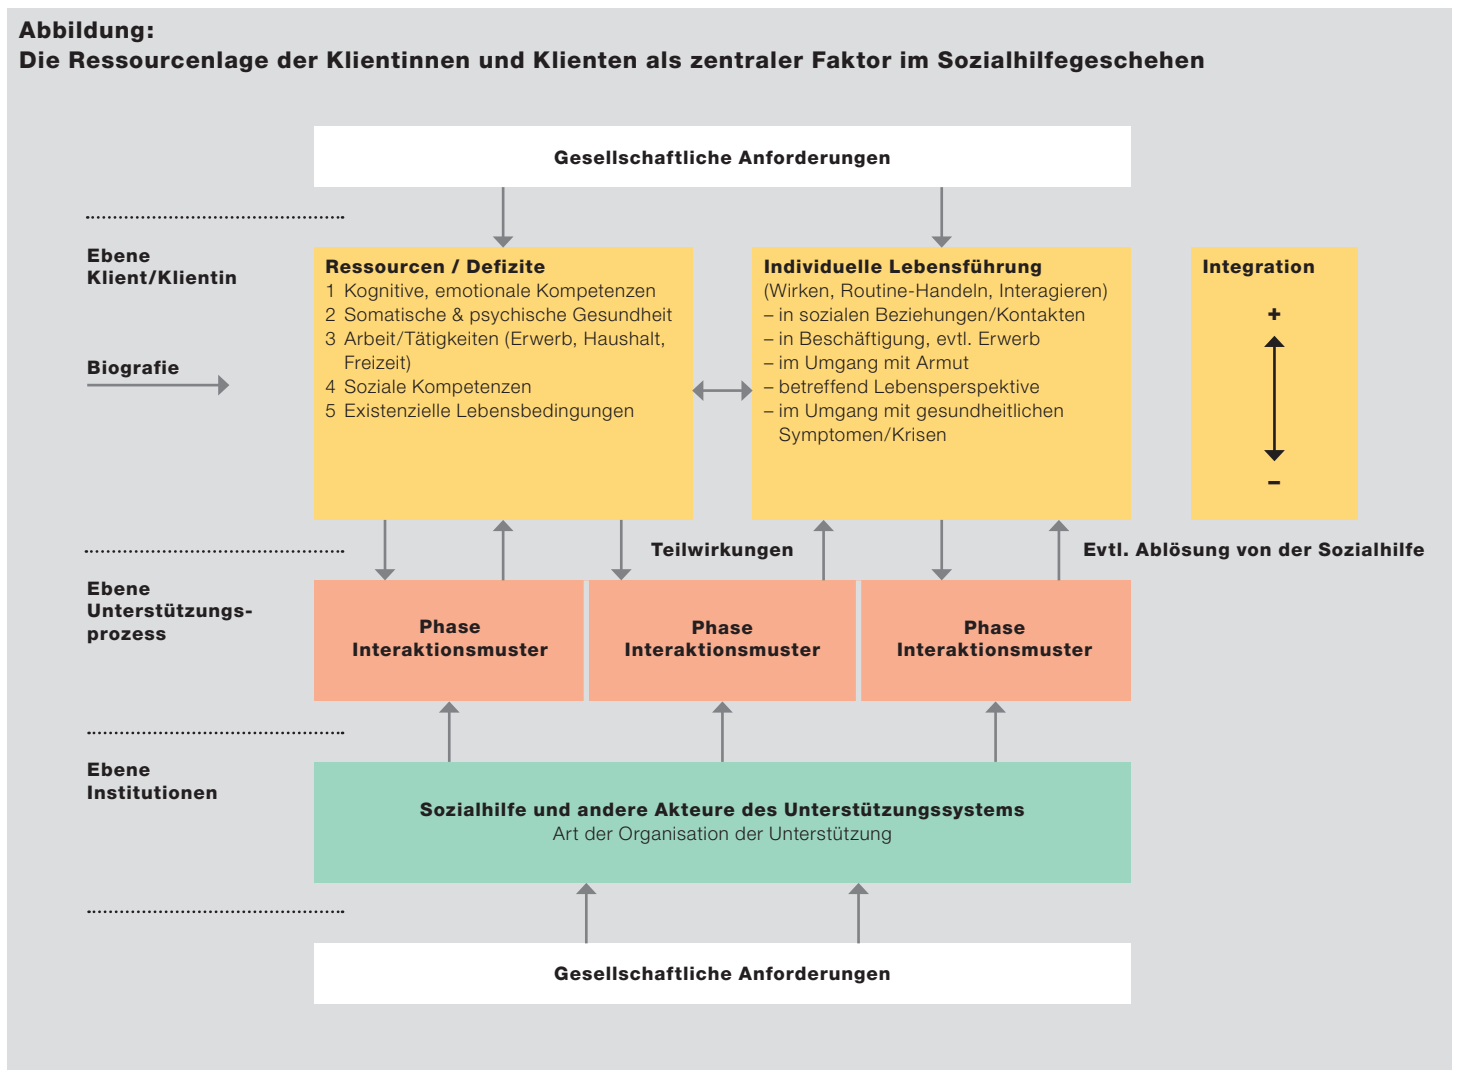 Abbildung:
Die Ressourcenlage der Klientinnen und Klienten als zentraler Faktor im Sozialhilfegeschehen
Gesellschaftliche Anforderungen
Ebene
Klient/Klientin
Biografie
Ressourcen / Defizite
1 Kognitive, emotionale Kompetenzen
2 Somatische & psychische Gesundheit
3 Arbeit/Tätigkeiten (Erwerb, Haushalt,
Freizeit)
4 Soziale Kompetenzen
5 Existenzielle Lebensbedingungen
Individuelle Lebensführung
(Wirken, Routine-Handeln, Interagieren)
– in sozialen Beziehungen/Kontakten
– in Beschäftigung, evtl. Erwerb
– im Umgang mit Armut
– betreffend Lebensperspektive
– im Umgang mit gesundheitlichen
Symptomen/Krisen
Integration
+
–
Teilwirkungen
Evtl. Ablösung von der Sozialhilfe
Ebene
Unterstützungs-
prozess
Phase
Interaktionsmuster
Phase
Interaktionsmuster
Phase
Interaktionsmuster
Ebene
Institutionen
Sozialhilfe und andere Akteure des Unterstützungssystems
Art der Organisation der Unterstützung
Gesellschaftliche Anforderungen